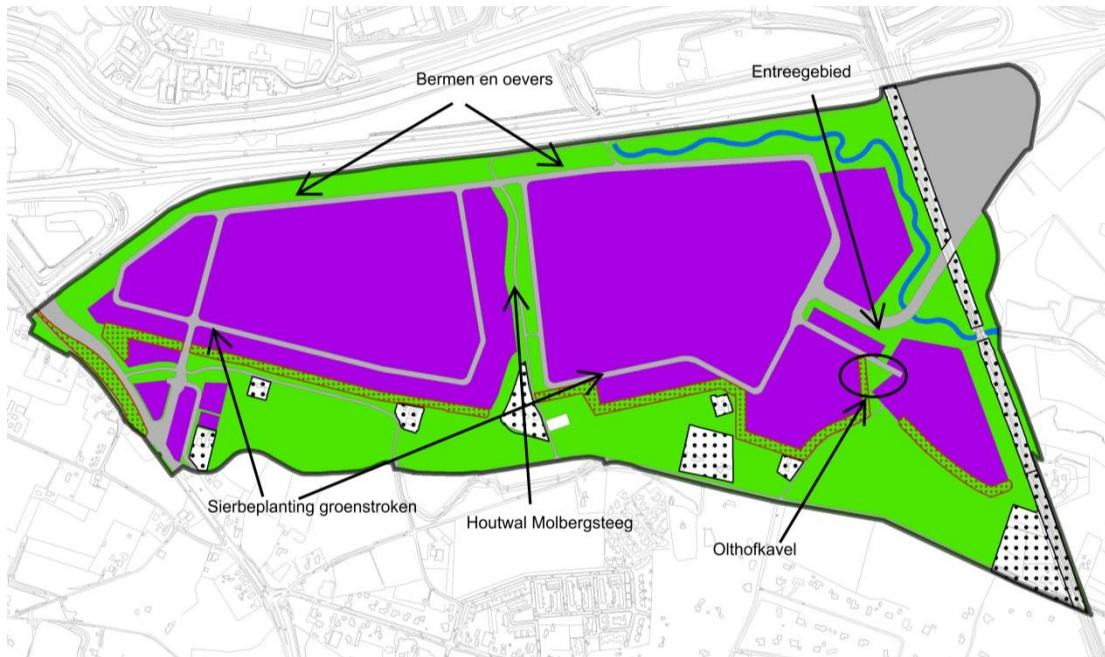 Bermen en oevers
Entreegebied
Sierbeplanting groenstroken
Houtwal Molbergsteeg
Olthofkavel